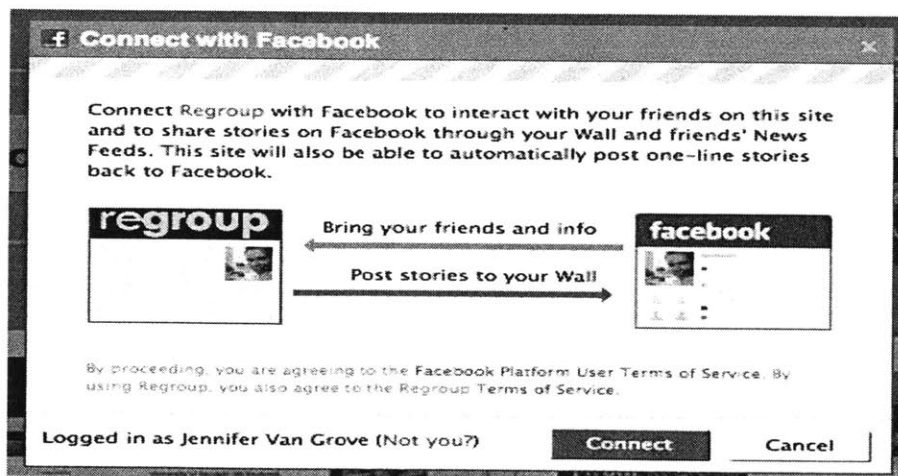 f Connect with Facebook ×
Connect Regroup with Facebook to interact with your friends on this site
and to share stories on Facebook through your Wall and friends' News
Feeds. This site will also be able to automatically post one-line stories
back to Facebook.
regroup
Bring your friends and info
facebook
Post stories to your Wall
By proceeding, you are agreeing to the Facebook Platform User Terms of Service. By
using Regroup, you also agree to the Regroup Terms of Service.
Logged in as Jennifer Van Grove (Not you?)
Connect
Cancel